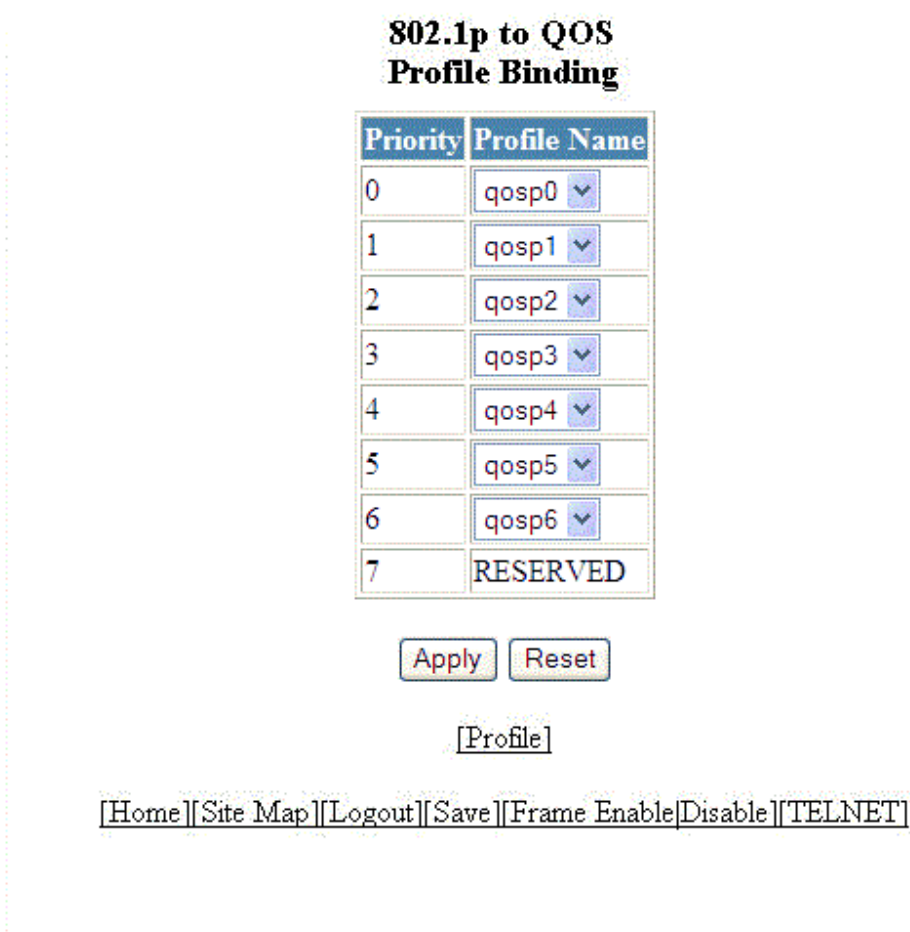 802.1p to QOS
Profile Binding
Priority Profile Name
0 qosp0
1 qosp1
2 qosp2
3 qosp3
4 qosp4
5 qosp5
6 qosp6
7 RESERVED
Apply Reset
[Profile]
[Home][Site Map][Logout][Save][Frame Enable|Disable][TELNET]